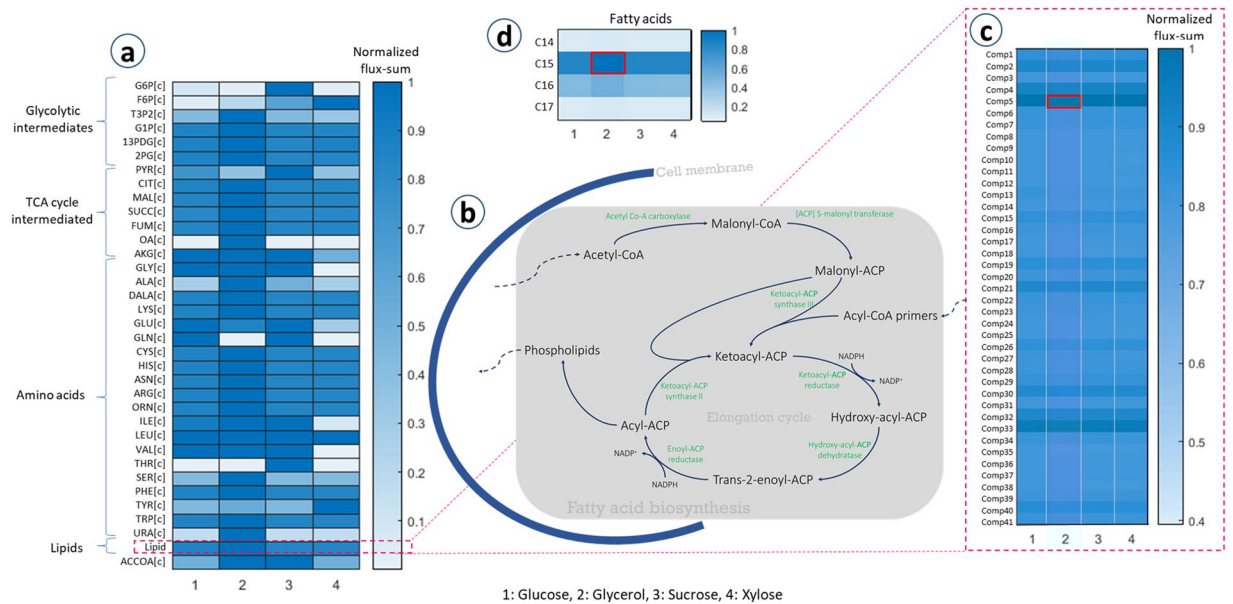 a
Normalized
flux-sum
Glycolytic
intermediates
TCA cycle
intermediated
Amino acids
Lipids
G6P[c]
F6P[c]
T3P2[c]
G1P[c]
13PDG[c]
2PG[c]
PYR[c]
CIT[c]
MAL[c]
SUCC[c]
FUM[c]
OA[c]
AKG[c]
GLY[c]
ALA[c]
DALA[c]
LYS[c]
GLU[c]
GLN[c]
CYS[c]
HIS[c]
ASN[c]
ARG[c]
ORN[c]
ILE[c]
LEU[c]
VAL[c]
THR[c]
SER[c]
PHE[c]
TYR[c]
TRP[c]
URA[c]
Lipid
ACCOA[c]
1 2 3 4
1
0.9
0.8
0.7
0.6
0.5
0.4
0.3
0.2
0.1
d
Fatty acids
C14
C15
C16
C17
1 2 3 4
1
0.8
0.6
0.4
0.2
b
Cell membrane
Acetyl Co-A carboxylase
Malonyl-CoA
[ACP] S-malonyl transferase
Acetyl-CoA
Malonyl-ACP
Ketoacyl-ACP
synthase III
Acyl-CoA primers
Phospholipids
Ketoacyl-ACP
NADPH
Ketoacyl-ACP
reductase
NADP⁺
Ketoacyl-ACP
synthase II
Elongation cycle
Hydroxy-acyl-ACP
Acyl-ACP
NADP⁺
Enoyl-ACP
reductase
Hydroxy-acyl-ACP
dehydratase
NADPH
Trans-2-enoyl-ACP
Fatty acid biosynthesis
c
Normalized
flux-sum
Comp1
Comp2
Comp3
Comp4
Comp5
Comp6
Comp7
Comp8
Comp9
Comp10
Comp11
Comp12
Comp13
Comp14
Comp15
Comp16
Comp17
Comp18
Comp19
Comp20
Comp21
Comp22
Comp23
Comp24
Comp25
Comp26
Comp27
Comp28
Comp29
Comp30
Comp31
Comp32
Comp33
Comp34
Comp35
Comp36
Comp37
Comp38
Comp39
Comp40
Comp41
1 2 3 4
1
0.9
0.8
0.7
0.6
0.5
0.4
1: Glucose, 2: Glycerol, 3: Sucrose, 4: Xylose